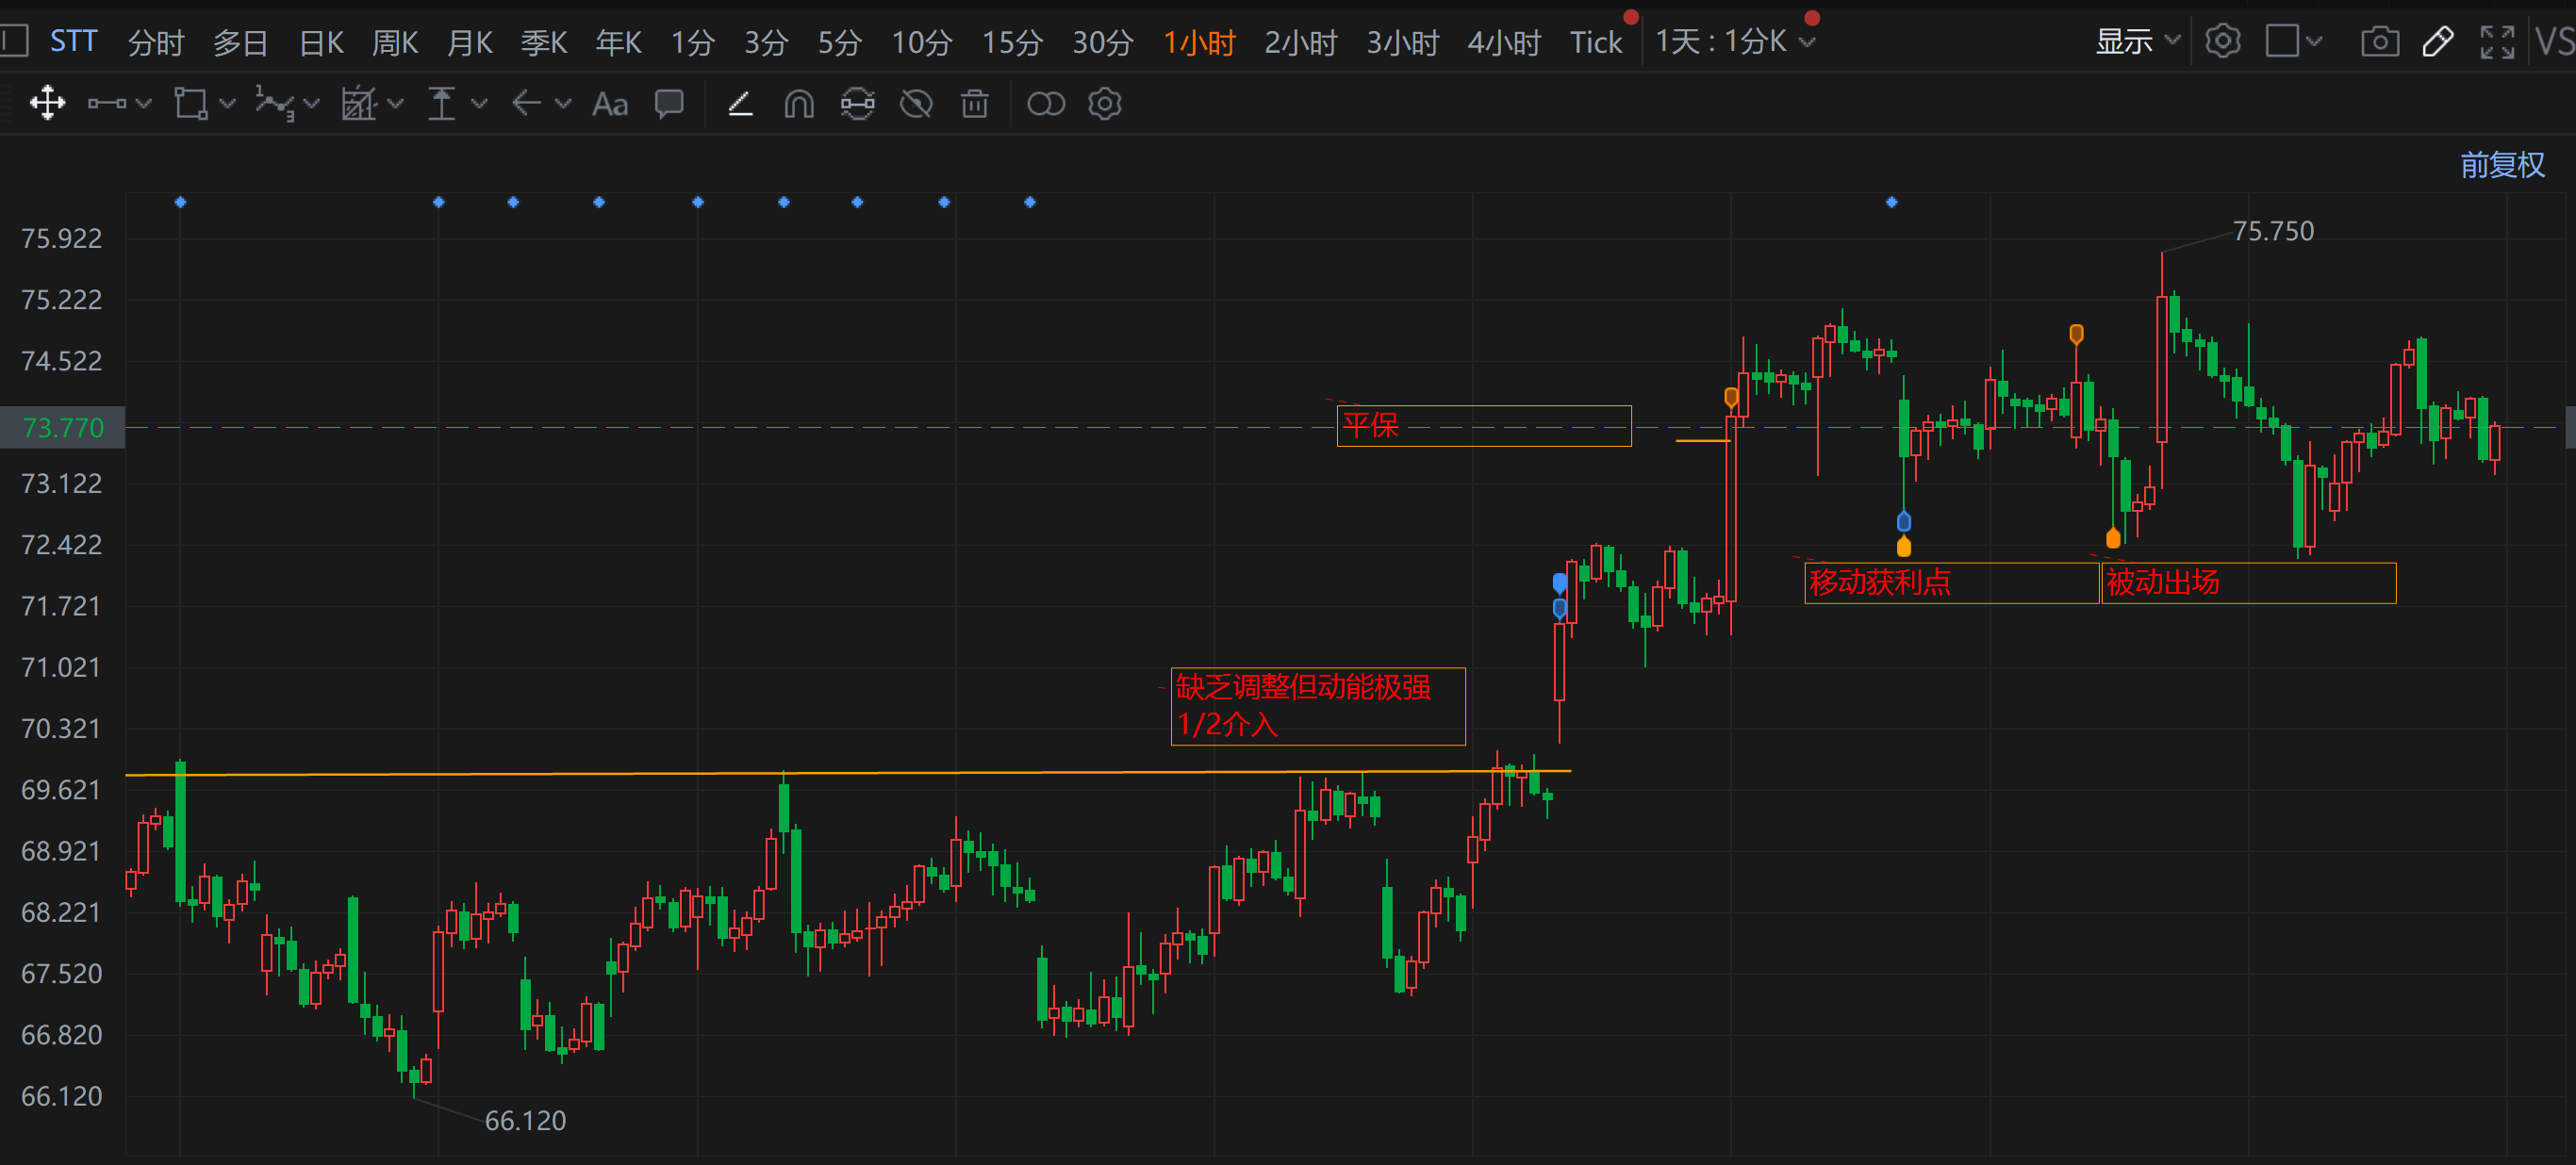 STT 分时 多日 日K 周K 月K 季K 年K 1分 3分 5分 10分 15分 30分 1小时 2小时 3小时 4小时 Tick 1天 : 1分K 显示 VS
Aa
前复权
75.922
75.750
75.222
74.522
平保
73.770
73.122
72.422
移动获利点
被动出场
71.721
71.021
缺乏调整但动能极强
1/2介入
70.321
69.621
68.921
68.221
67.520
66.820
66.120
66.120